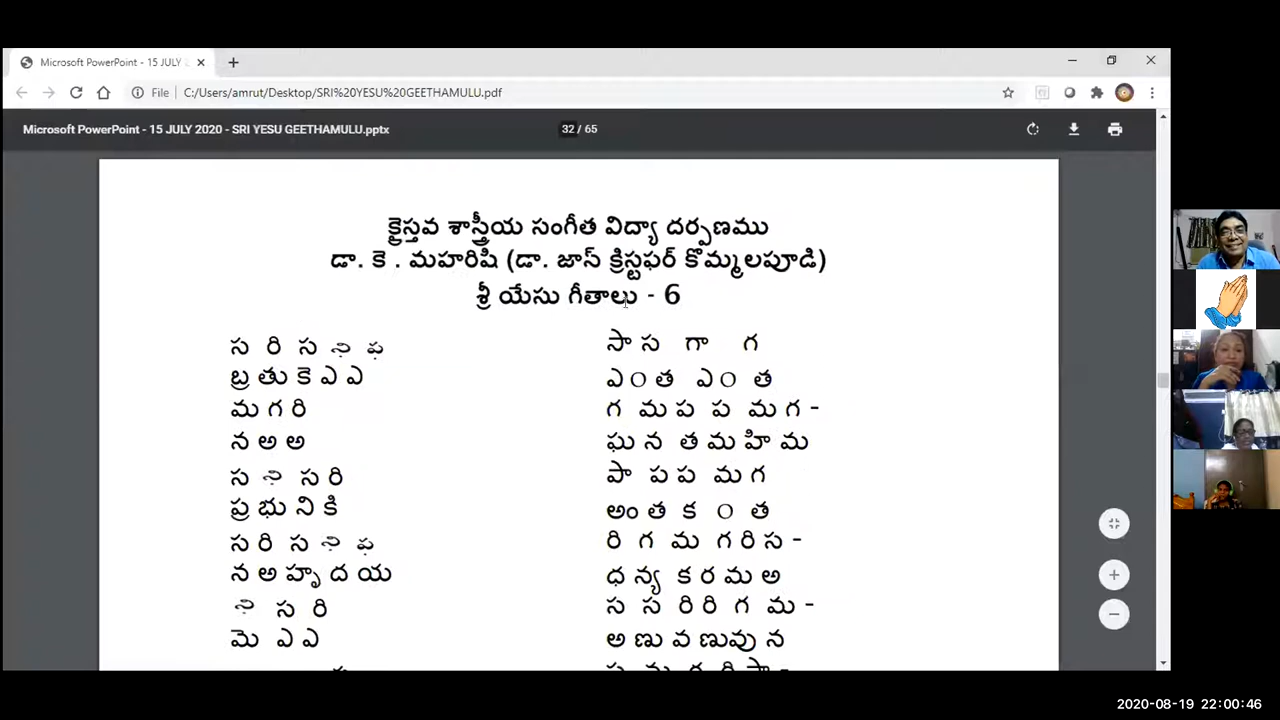 Microsoft PowerPoint - 15 JULY
File C:/Users/amrut/Desktop/SRI%20YESU%20GEETHAMULU.pdf
Microsoft PowerPoint - 15 JULY 2020 - SRI YESU GEETHAMULU.pptx 32 / 65
క్రైస్తవ శాస్త్రీయ సంగీత విద్యా దర్పణము
డా. కె . మహరిషి (డా. జాస్ క్రిస్టఫర్ కొమ్మలపూడి)
శ్రీ యేసు గీతాలు - 6
స రి స ని ప
బ్ర తు కె ఎ ఎ
మ గ రి
న అ అ
స ని స రి
ప్ర భు ని కి
స రి స ని ప
న అ హృ ద య
ని స రి
మె ఎ ఎ
సా స గా గ
ఎ ం త ఎ ం త
గ మ ప ప మ గ -
ఘ న త మ హి మ
పా ప ప మ గ
అం త క ం త
రి గ మ గ రి స -
ధ న్య క ర మ అ
స స రి రి గ మ -
అ ణు వ ణువు న
2020-08-19 22:00:46